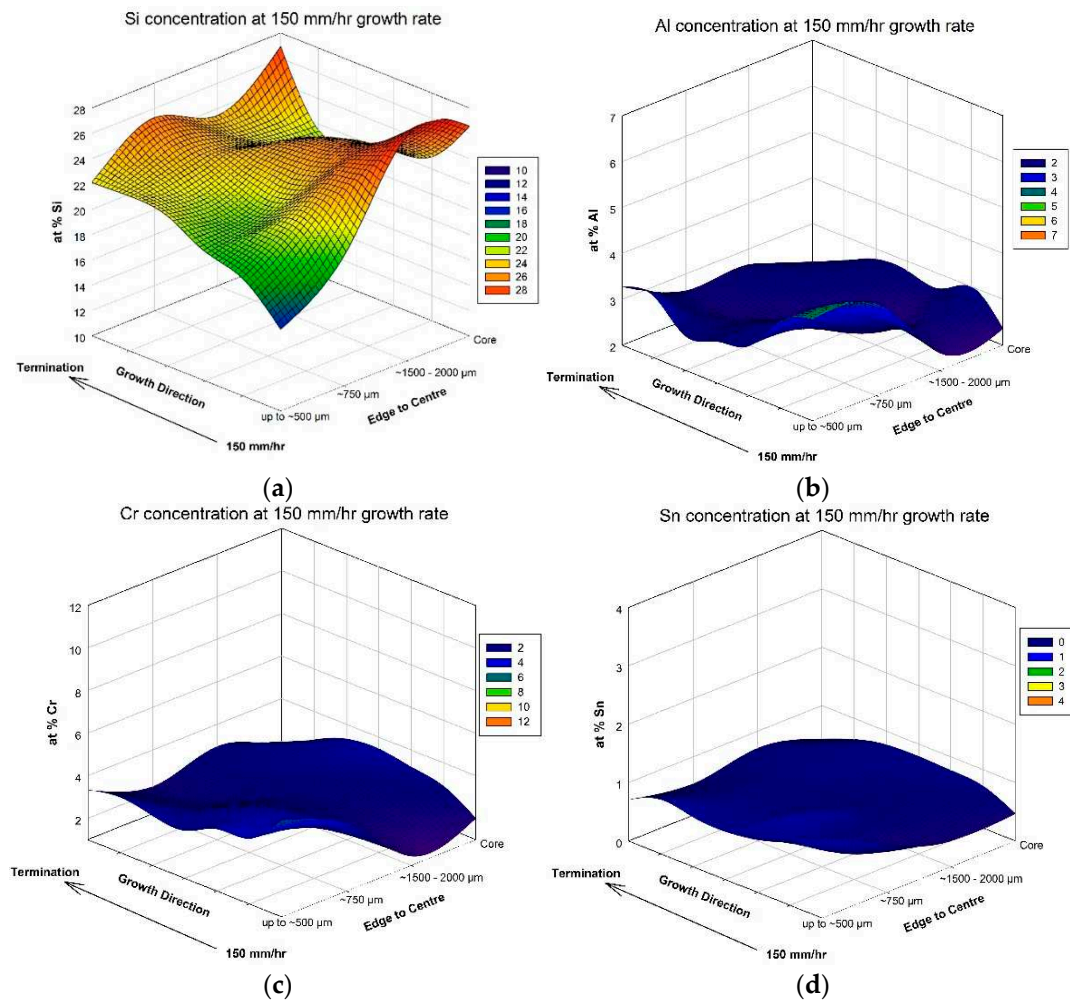 Si concentration at 150 mm/hr growth rate
at % Si
28
26
24
22
20
18
16
14
12
10
10
12
14
16
18
20
22
24
26
28
Termination
Growth Direction
150 mm/hr
up to ~500 µm
~750 µm
~1500 - 2000 µm
Core
Edge to Centre
(a)
Al concentration at 150 mm/hr growth rate
at % Al
7
6
5
4
3
2
2
3
4
5
6
7
Termination
Growth Direction
150 mm/hr
up to ~500 µm
~750 µm
~1500 - 2000 µm
Core
Edge to Centre
(b)
Cr concentration at 150 mm/hr growth rate
at % Cr
12
10
8
6
4
2
2
4
6
8
10
12
Termination
Growth Direction
150 mm/hr
up to ~500 µm
~750 µm
~1500 - 2000 µm
Core
Edge to Centre
(c)
Sn concentration at 150 mm/hr growth rate
at % Sn
4
3
2
1
0
0
1
2
3
4
Termination
Growth Direction
150 mm/hr
up to ~500 µm
~750 µm
~1500 - 2000 µm
Core
Edge to Centre
(d)